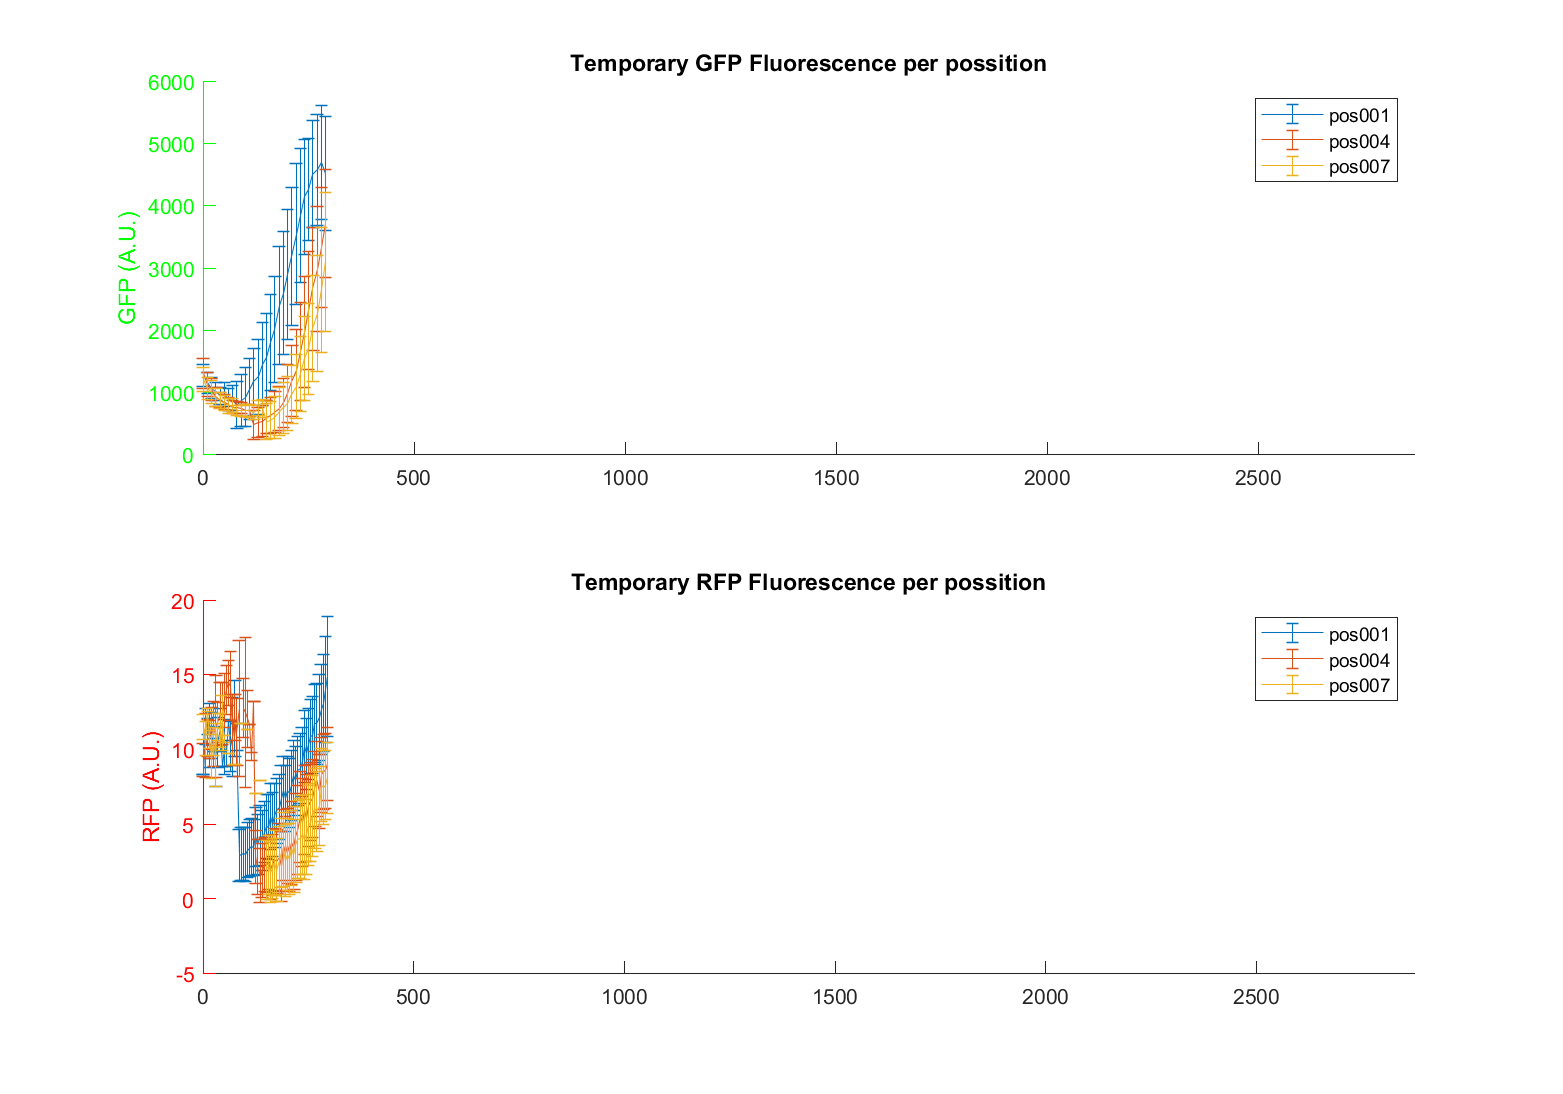 Temporary GFP Fluorescence per possition
6000
5000
4000
3000
2000
1000
0
GFP (A.U.)
pos001
pos004
pos007
0 500 1000 1500 2000 2500
Temporary RFP Fluorescence per possition
20
15
10
5
0
-5
RFP (A.U.)
pos001
pos004
pos007
0 500 1000 1500 2000 2500